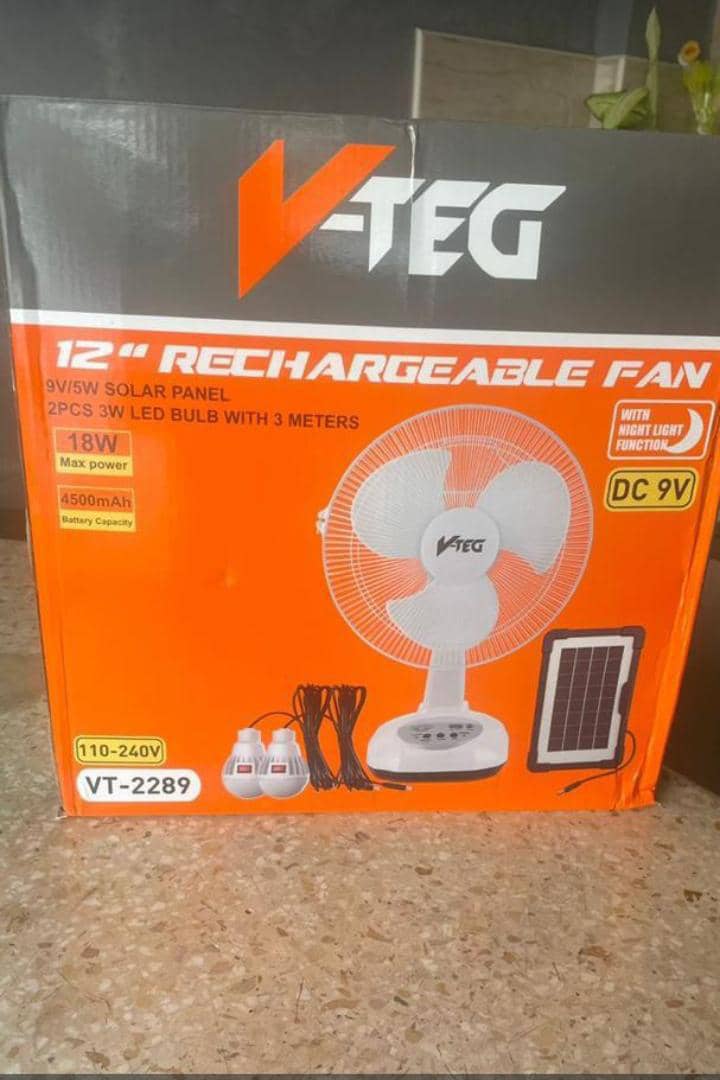 V-TEG
12" RECHARGEABLE FAN
9V/5W SOLAR PANEL
2PCS 3W LED BULB WITH 3 METERS
18W
Max power
4500mAh
Battary Capacity
WITH
NIGHT LIGHT
FUNCTION
DC 9V
V-TEG
110-240V
VT-2289